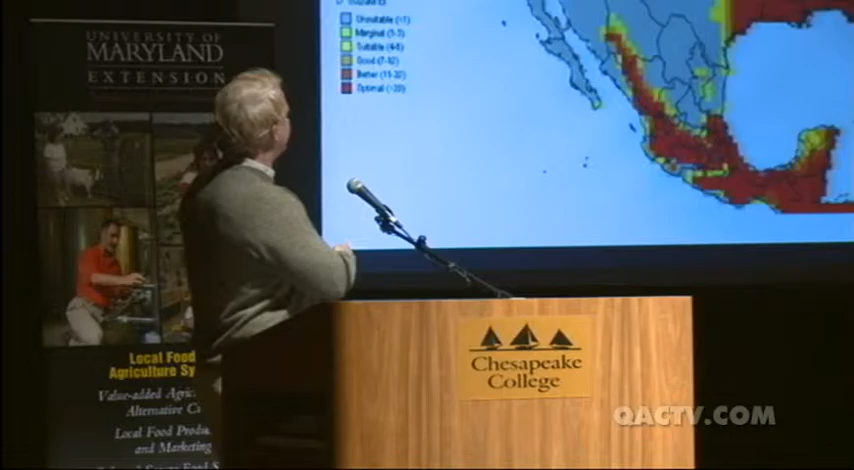 UNIVERSITY OF
MARYLAND
EXTENSION
Unsuitable (<1)
Marginal (1-3)
Suitable (4-6)
Good (7-10)
Better (11-20)
Optimal (>20)
Local Food
Agriculture Sy
Value-added Agric
Alternative C
Local Food Produ
and Marketing
Chesapeake
College
QACTV.COM